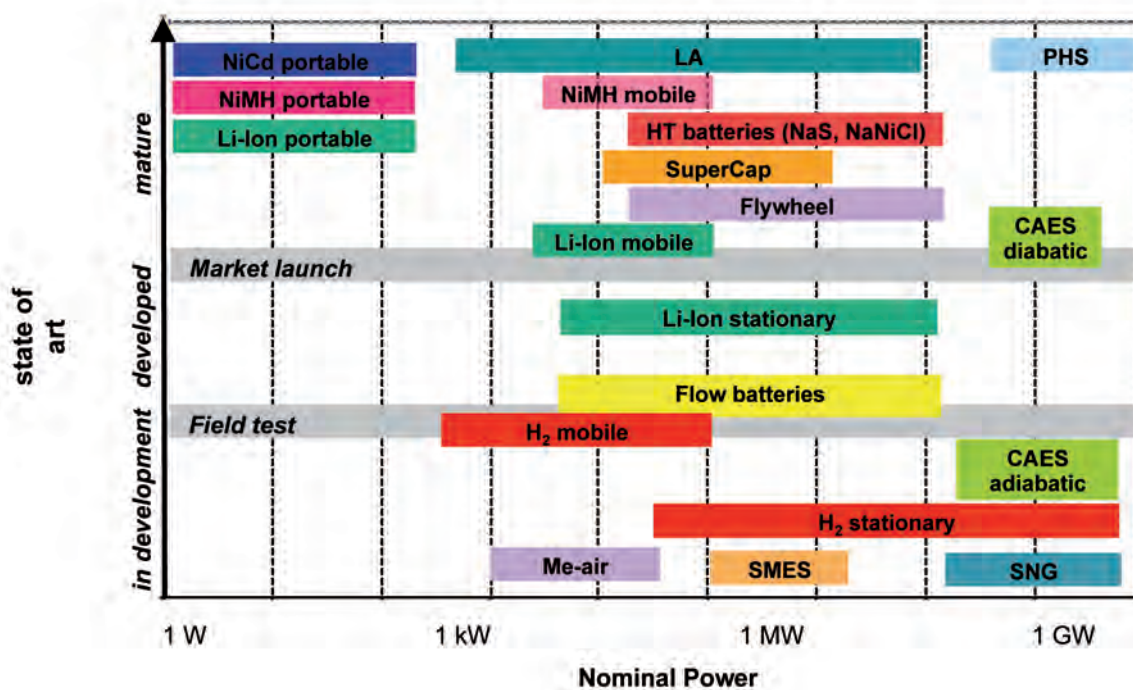 NiCd portable
LA
PHS
NiMH portable
NiMH mobile
Li-Ion portable
HT batteries (NaS, NaNiCl)
SuperCap
Flywheel
CAES
diabatic
Li-Ion mobile
Market launch
Li-Ion stationary
Flow batteries
Field test
H₂ mobile
CAES
adiabatic
H₂ stationary
Me-air
SMES
SNG
mature
developed
in development
state of
art
1 W
1 kW
1 MW
1 GW
Nominal Power